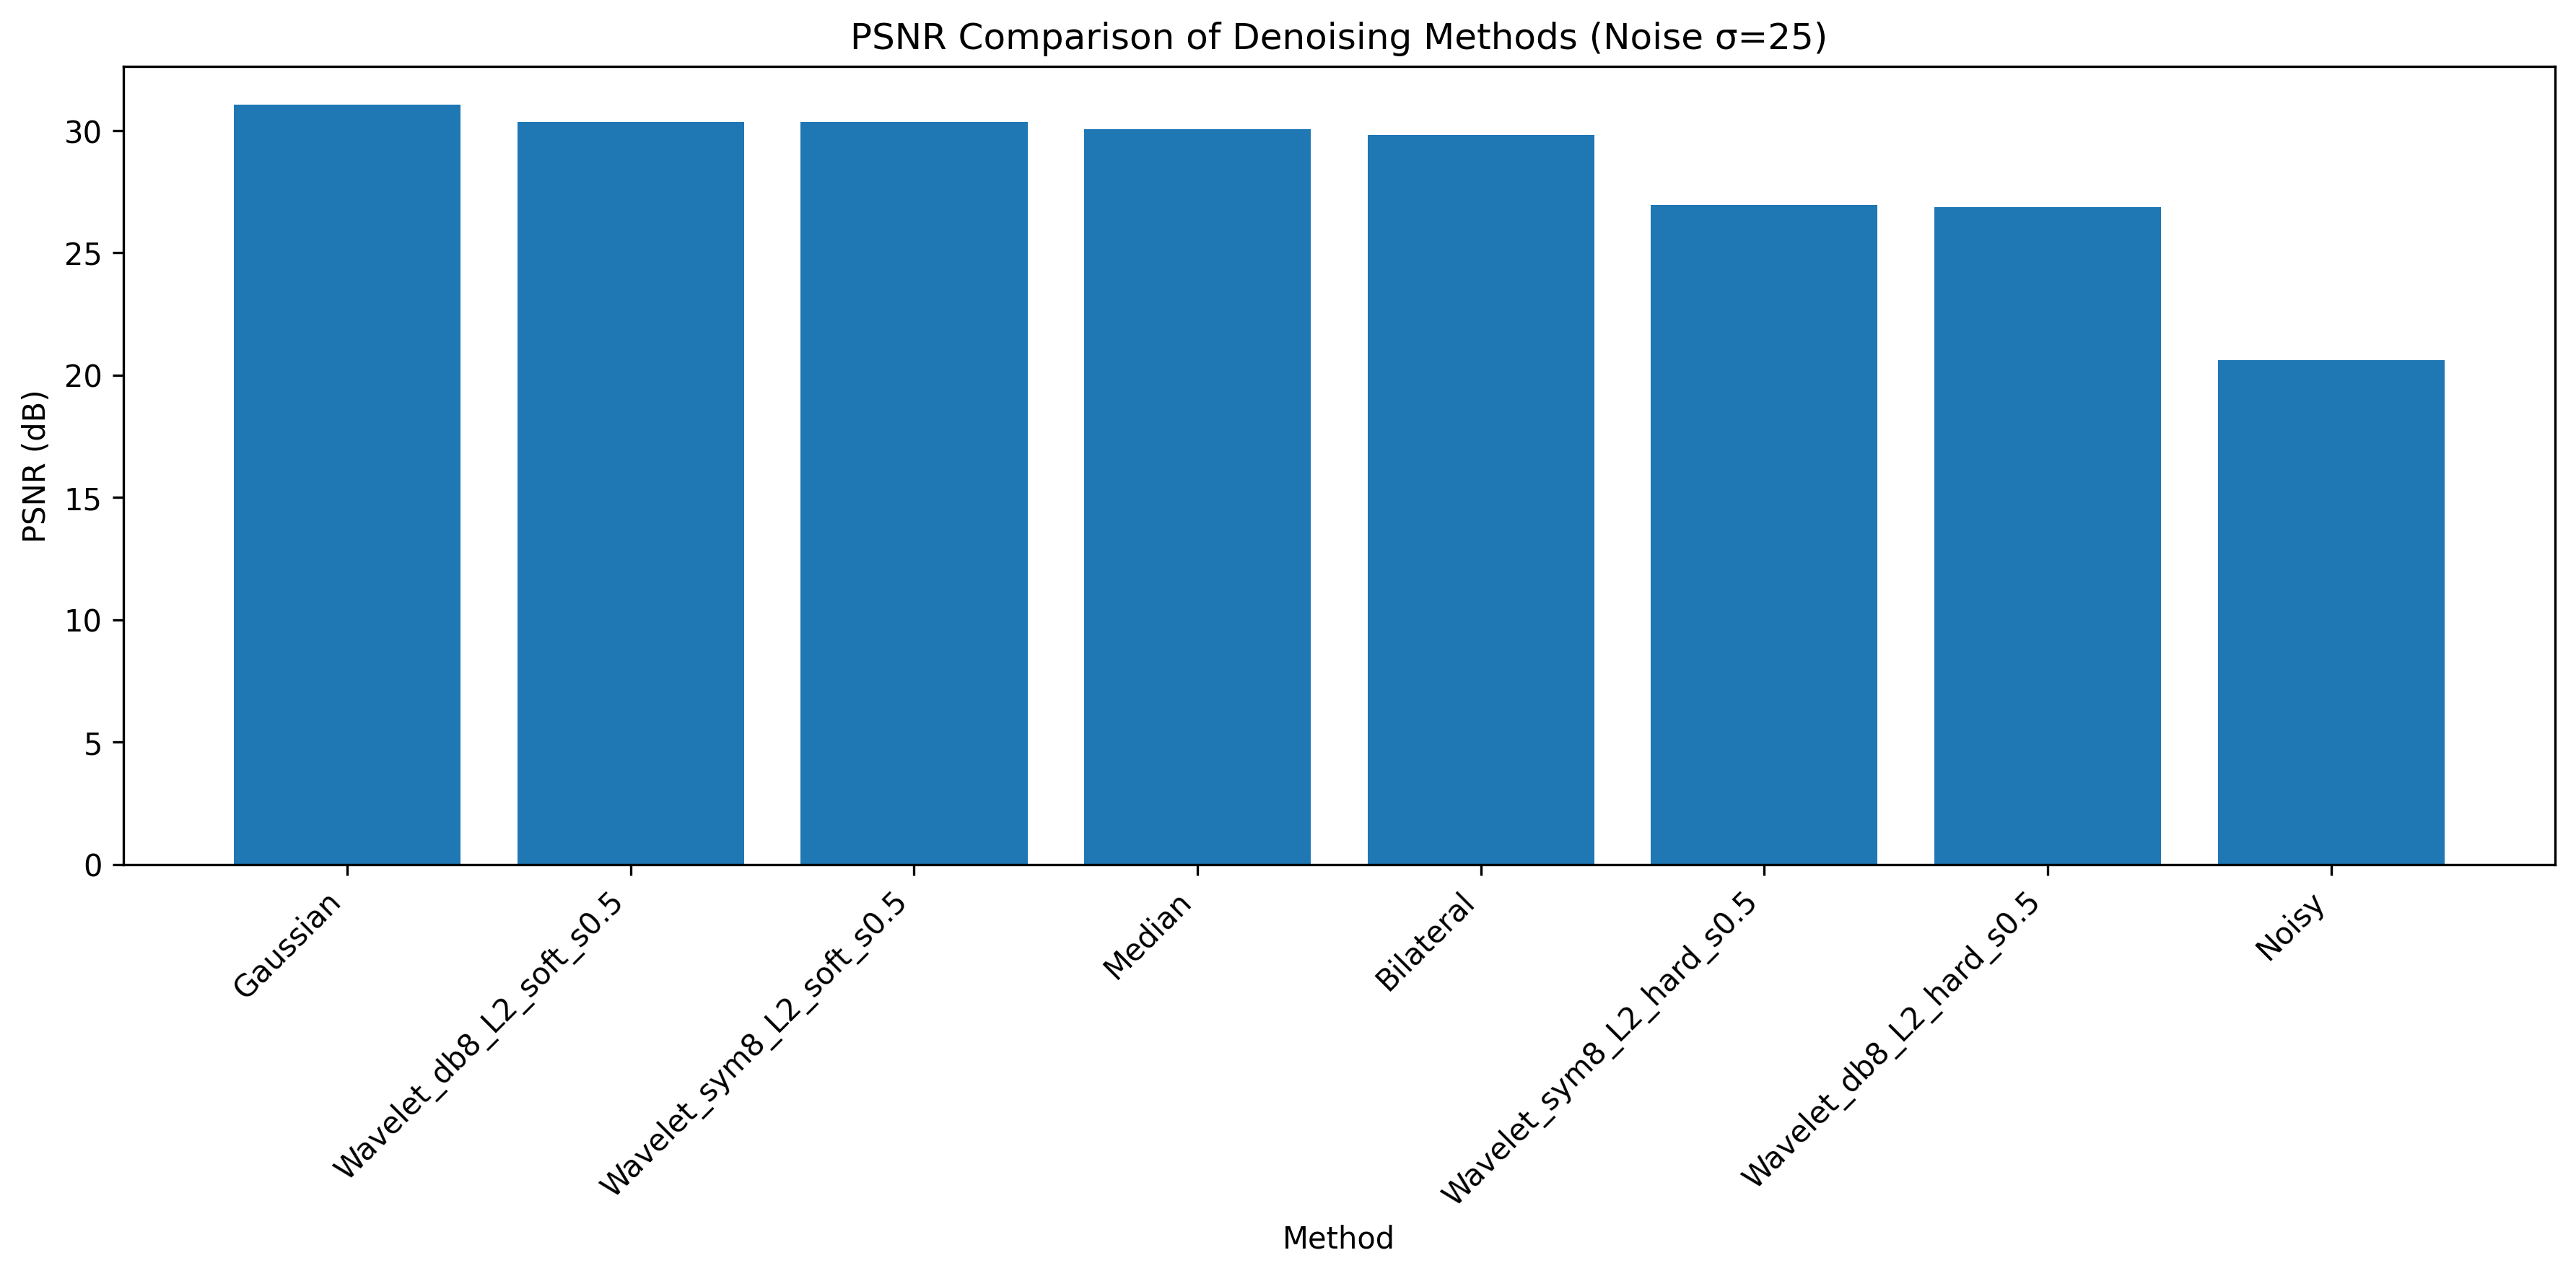 PSNR Comparison of Denoising Methods (Noise σ=25)
PSNR (dB)
30
25
20
15
10
5
0
Gaussian
Wavelet_db8_L2_soft_s0.5
Wavelet_sym8_L2_soft_s0.5
Median
Bilateral
Wavelet_sym8_L2_hard_s0.5
Wavelet_db8_L2_hard_s0.5
Noisy
Method